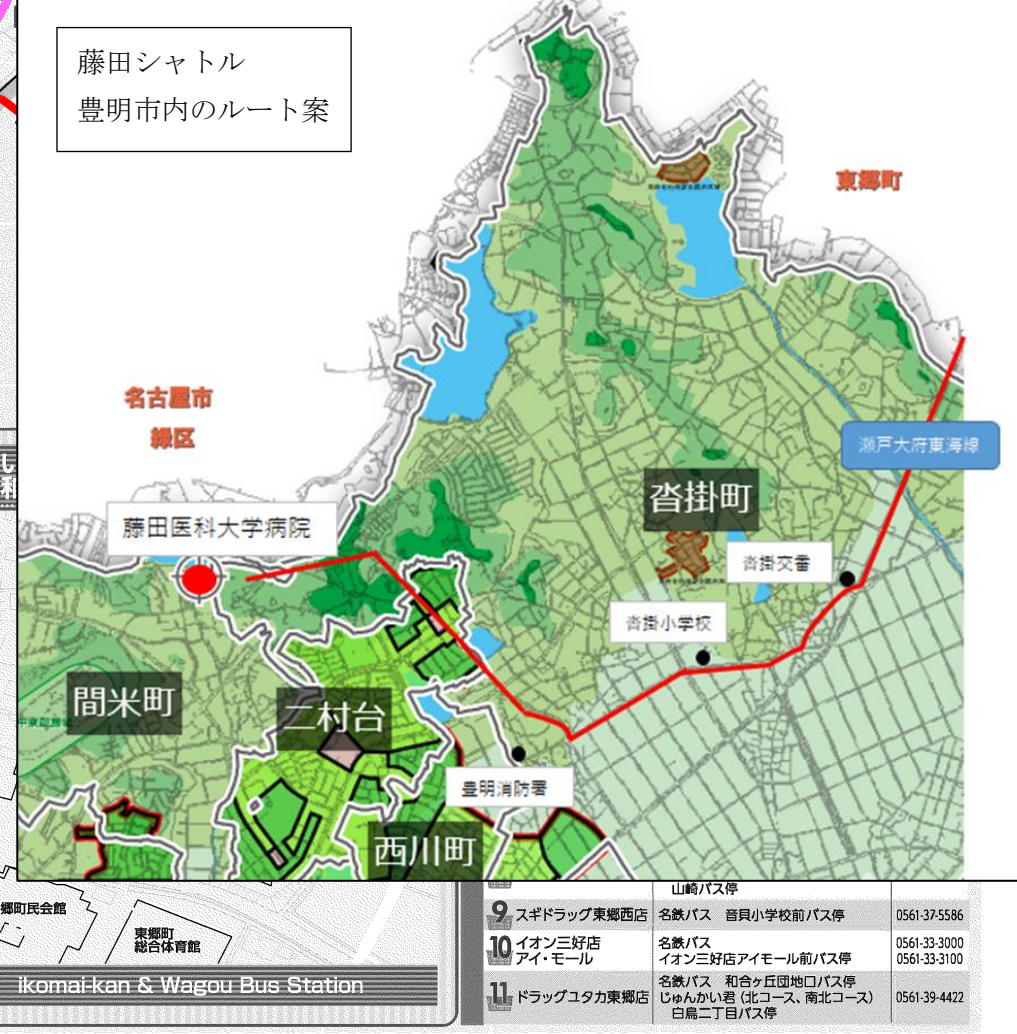 藤田シャトル
豊明市内のルート案
東郷町
名古屋市
緑区
瀬戸大府東海線
沓掛町
藤田医科大学病院
沓掛交番
沓掛小学校
間米町
二村台
豊明消防署
西川町
し
和
郷町民会館
東郷町
総合体育館
ikomai-kan & Wagou Bus Station
山崎バス停
9 スギドラッグ東郷西店 名鉄バス 音貝小学校前バス停 0561-37-5586
10 イオン三好店 名鉄バス 0561-33-3000
アイ・モール イオン三好店アイモール前バス停 0561-33-3100
11 ドラッグユタカ東郷店 名鉄バス 和合ヶ丘団地口バス停 0561-39-4422
じゅんかい君(北コース、南北コース)
白鳥二丁目バス停